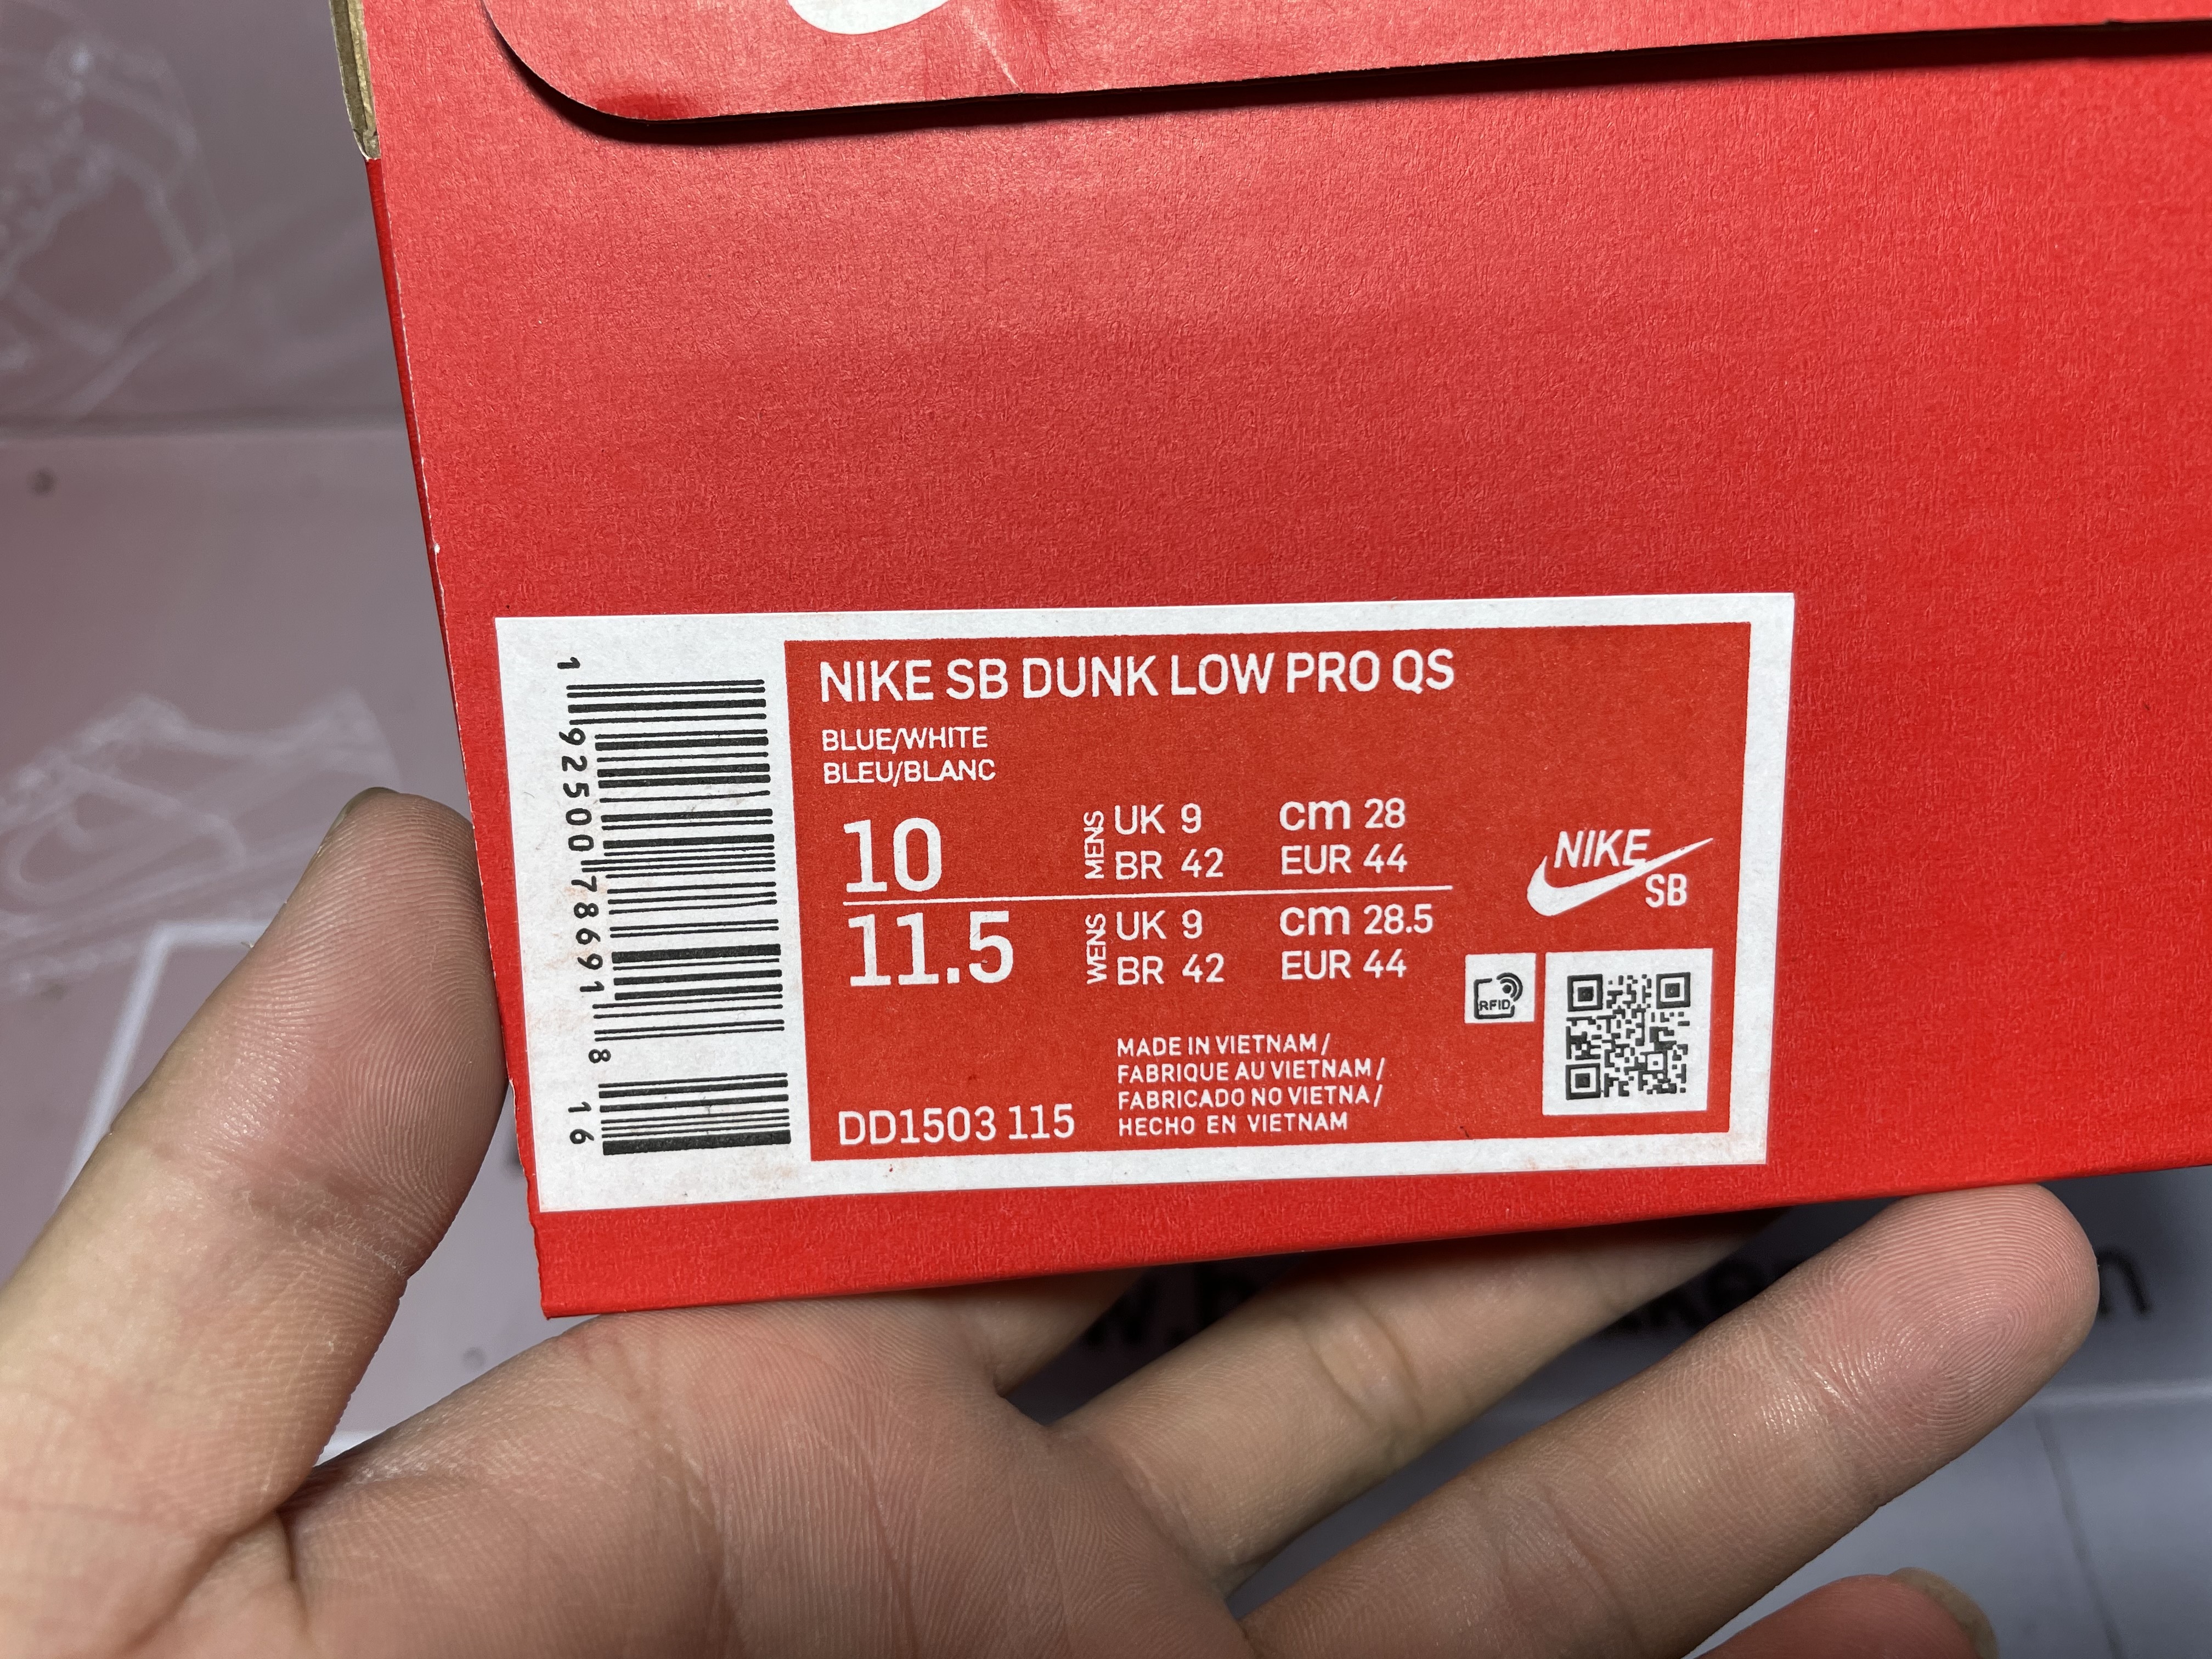 NIKE SB DUNK LOW PRO QS
BLUE/WHITE
BLEU/BLANC
10 MENS UK 9 cm 28
BR 42 EUR 44
11.5 WENS UK 9 cm 28.5
BR 42 EUR 44
NIKE
SB
RFID
MADE IN VIETNAM /
FABRIQUE AU VIETNAM /
FABRICADO NO VIETNA /
HECHO EN VIETNAM
DD1503 115
1 92500 78691 8 16